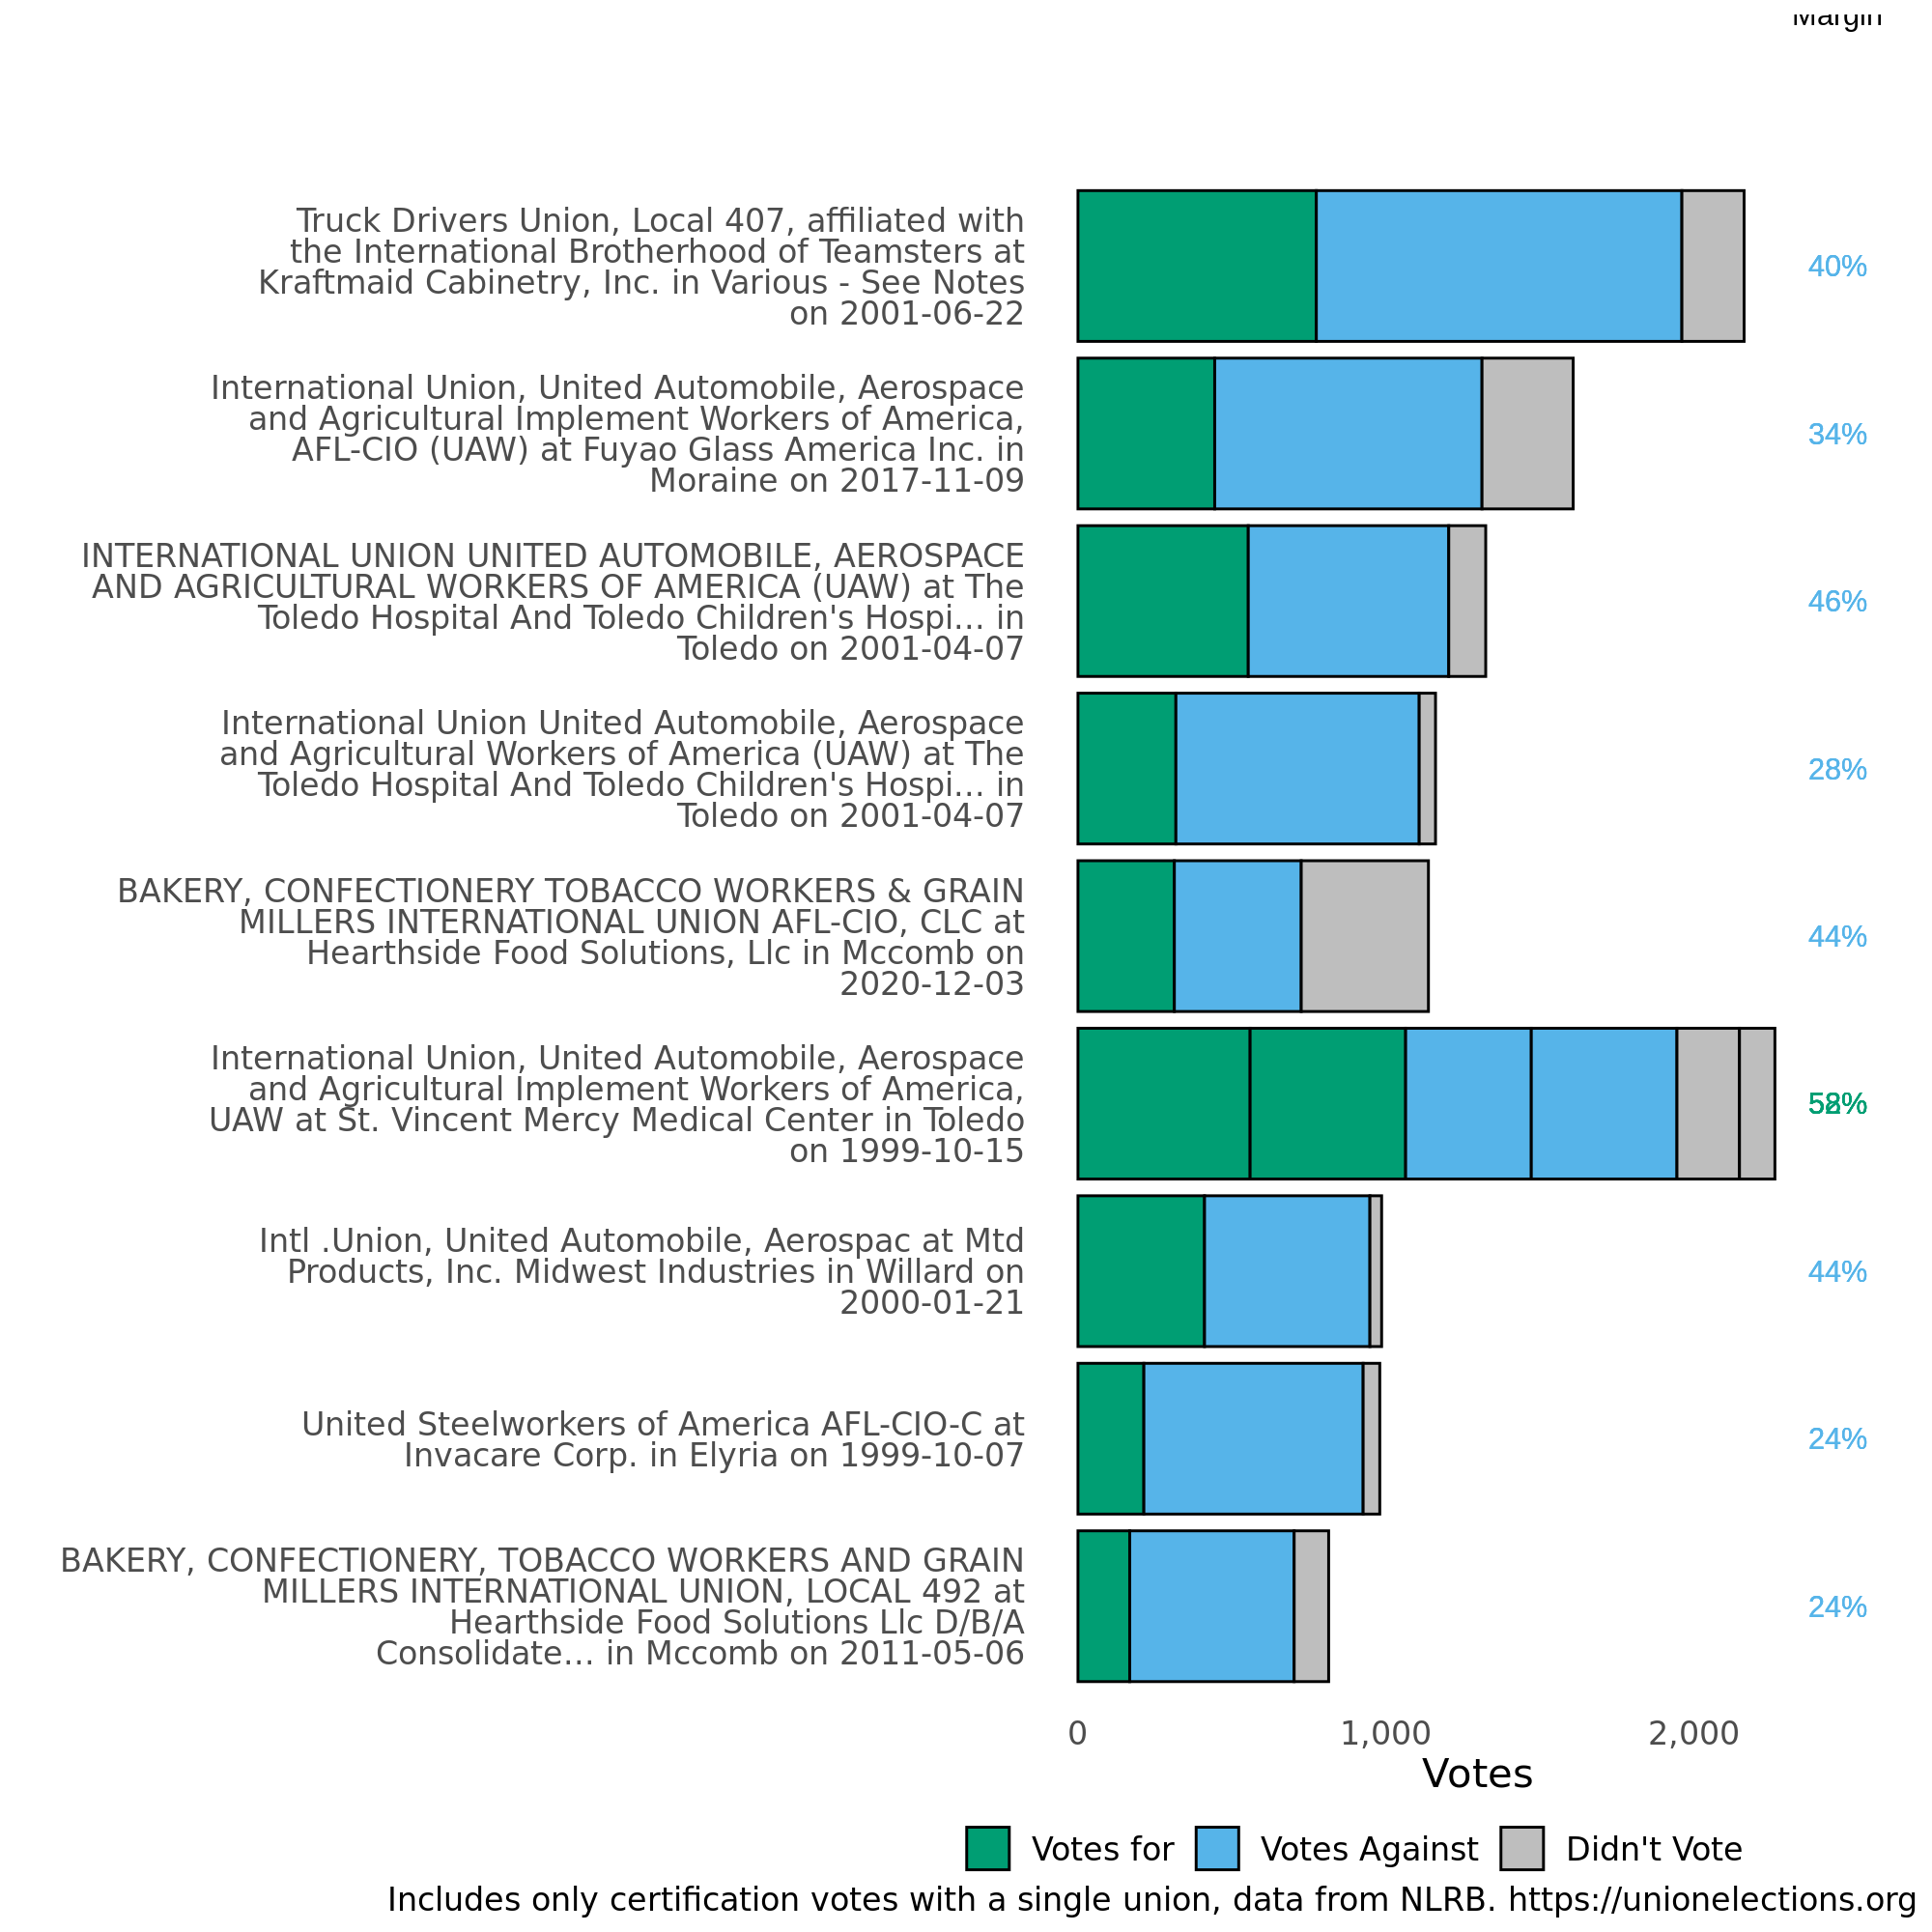 Margin
Truck Drivers Union, Local 407, affiliated with
the International Brotherhood of Teamsters at
Kraftmaid Cabinetry, Inc. in Various - See Notes
on 2001-06-22
40%
International Union, United Automobile, Aerospace
and Agricultural Implement Workers of America,
AFL-CIO (UAW) at Fuyao Glass America Inc. in
Moraine on 2017-11-09
34%
INTERNATIONAL UNION UNITED AUTOMOBILE, AEROSPACE
AND AGRICULTURAL WORKERS OF AMERICA (UAW) at The
Toledo Hospital And Toledo Children's Hospi... in
Toledo on 2001-04-07
46%
International Union United Automobile, Aerospace
and Agricultural Workers of America (UAW) at The
Toledo Hospital And Toledo Children's Hospi... in
Toledo on 2001-04-07
28%
BAKERY, CONFECTIONERY TOBACCO WORKERS & GRAIN
MILLERS INTERNATIONAL UNION AFL-CIO, CLC at
Hearthside Food Solutions, Llc in Mccomb on
2020-12-03
44%
International Union, United Automobile, Aerospace
and Agricultural Implement Workers of America,
UAW at St. Vincent Mercy Medical Center in Toledo
on 1999-10-15
Intl .Union, United Automobile, Aerospac at Mtd
Products, Inc. Midwest Industries in Willard on
2000-01-21
44%
United Steelworkers of America AFL-CIO-C at
Invacare Corp. in Elyria on 1999-10-07
24%
BAKERY, CONFECTIONERY, TOBACCO WORKERS AND GRAIN
MILLERS INTERNATIONAL UNION, LOCAL 492 at
Hearthside Food Solutions Llc D/B/A
Consolidate... in Mccomb on 2011-05-06
24%
0 1,000 2,000
Votes
Votes for Votes Against Didn't Vote
Includes only certification votes with a single union, data from NLRB. https://unionelections.org